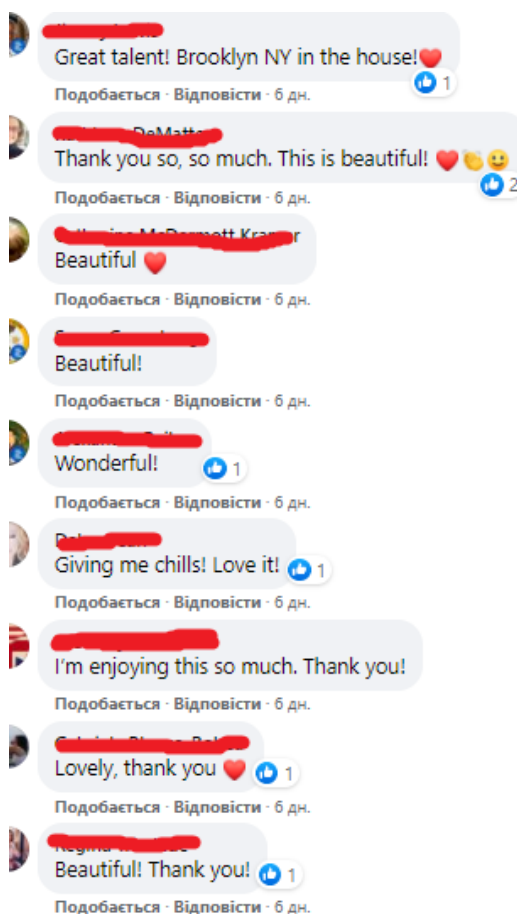 Great talent! Brooklyn NY in the house!❤️
1
Подобається · Відповісти · 6 дн.
Thank you so, so much. This is beautiful! ❤️👏🙂
2
Подобається · Відповісти · 6 дн.
Beautiful ❤️
Подобається · Відповісти · 6 дн.
Beautiful!
Подобається · Відповісти · 6 дн.
Wonderful!
1
Подобається · Відповісти · 6 дн.
Giving me chills! Love it!
1
Подобається · Відповісти · 6 дн.
I'm enjoying this so much. Thank you!
Подобається · Відповісти · 6 дн.
Lovely, thank you ❤️
1
Подобається · Відповісти · 6 дн.
Beautiful! Thank you!
1
Подобається · Відповісти · 6 дн.